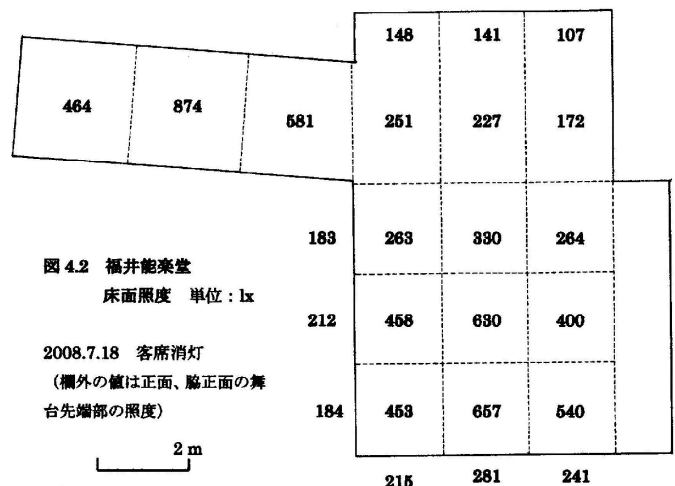 148 141 107
464 874 581 251 227 172
183 263 330 264
図 4.2 福井能楽堂
床面照度 単位：lx
212 458 630 400
2008.7.18 客席消灯
（欄外の値は正面、脇正面の舞
台先端部の照度）
184 453 657 540
2 m
215 281 241